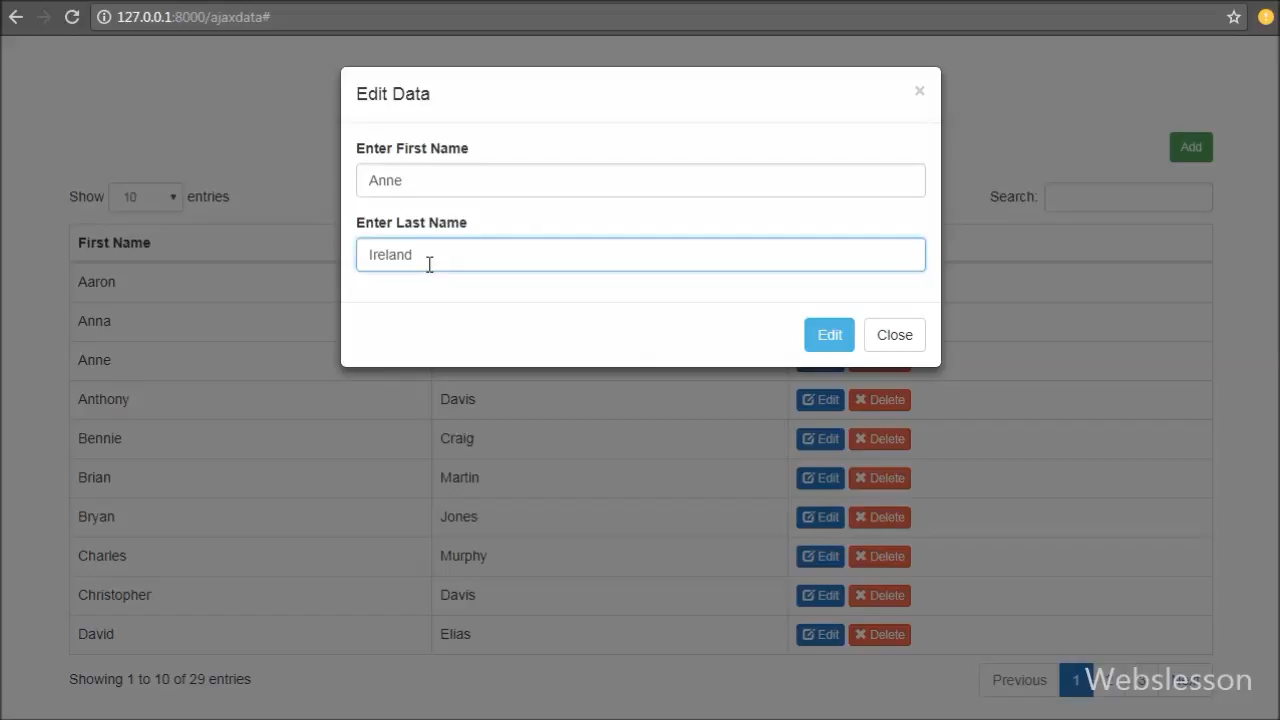 127.0.0.1:8000/ajaxdata#
Edit Data
×
Enter First Name
Anne
Enter Last Name
Ireland
Edit Close
Add
Show 10 entries Search:
First Name
Aaron
Anna
Anne
Anthony Davis Edit Delete
Bennie Craig Edit Delete
Brian Martin Edit Delete
Bryan Jones Edit Delete
Charles Murphy Edit Delete
Christopher Davis Edit Delete
David Elias Edit Delete
Showing 1 to 10 of 29 entries Previous 1
Webslesson